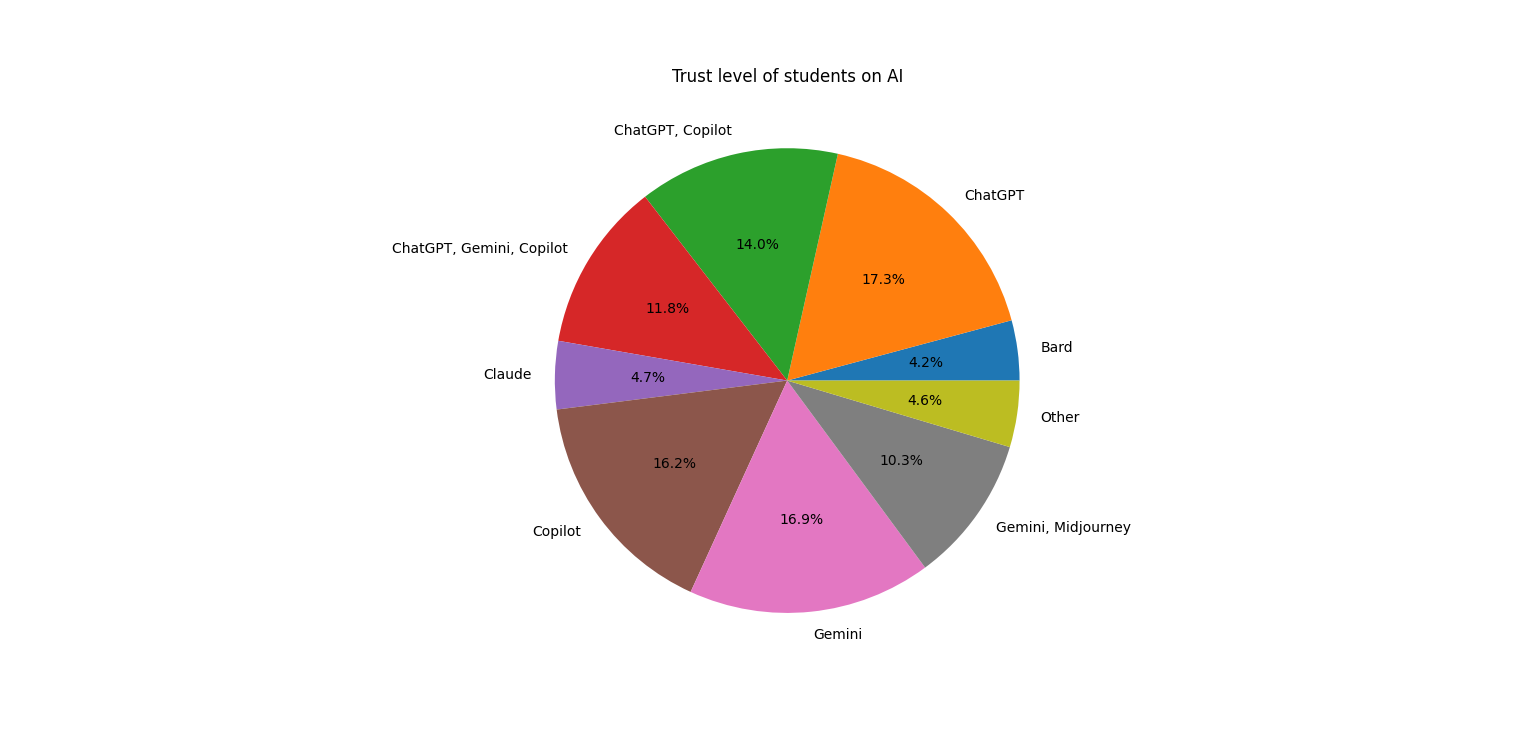 Trust level of students on AI
ChatGPT, Copilot
ChatGPT
ChatGPT, Gemini, Copilot
14.0%
17.3%
11.8%
Bard
4.2%
Claude
4.7%
4.6%
Other
16.2%
10.3%
Copilot
16.9%
Gemini, Midjourney
Gemini